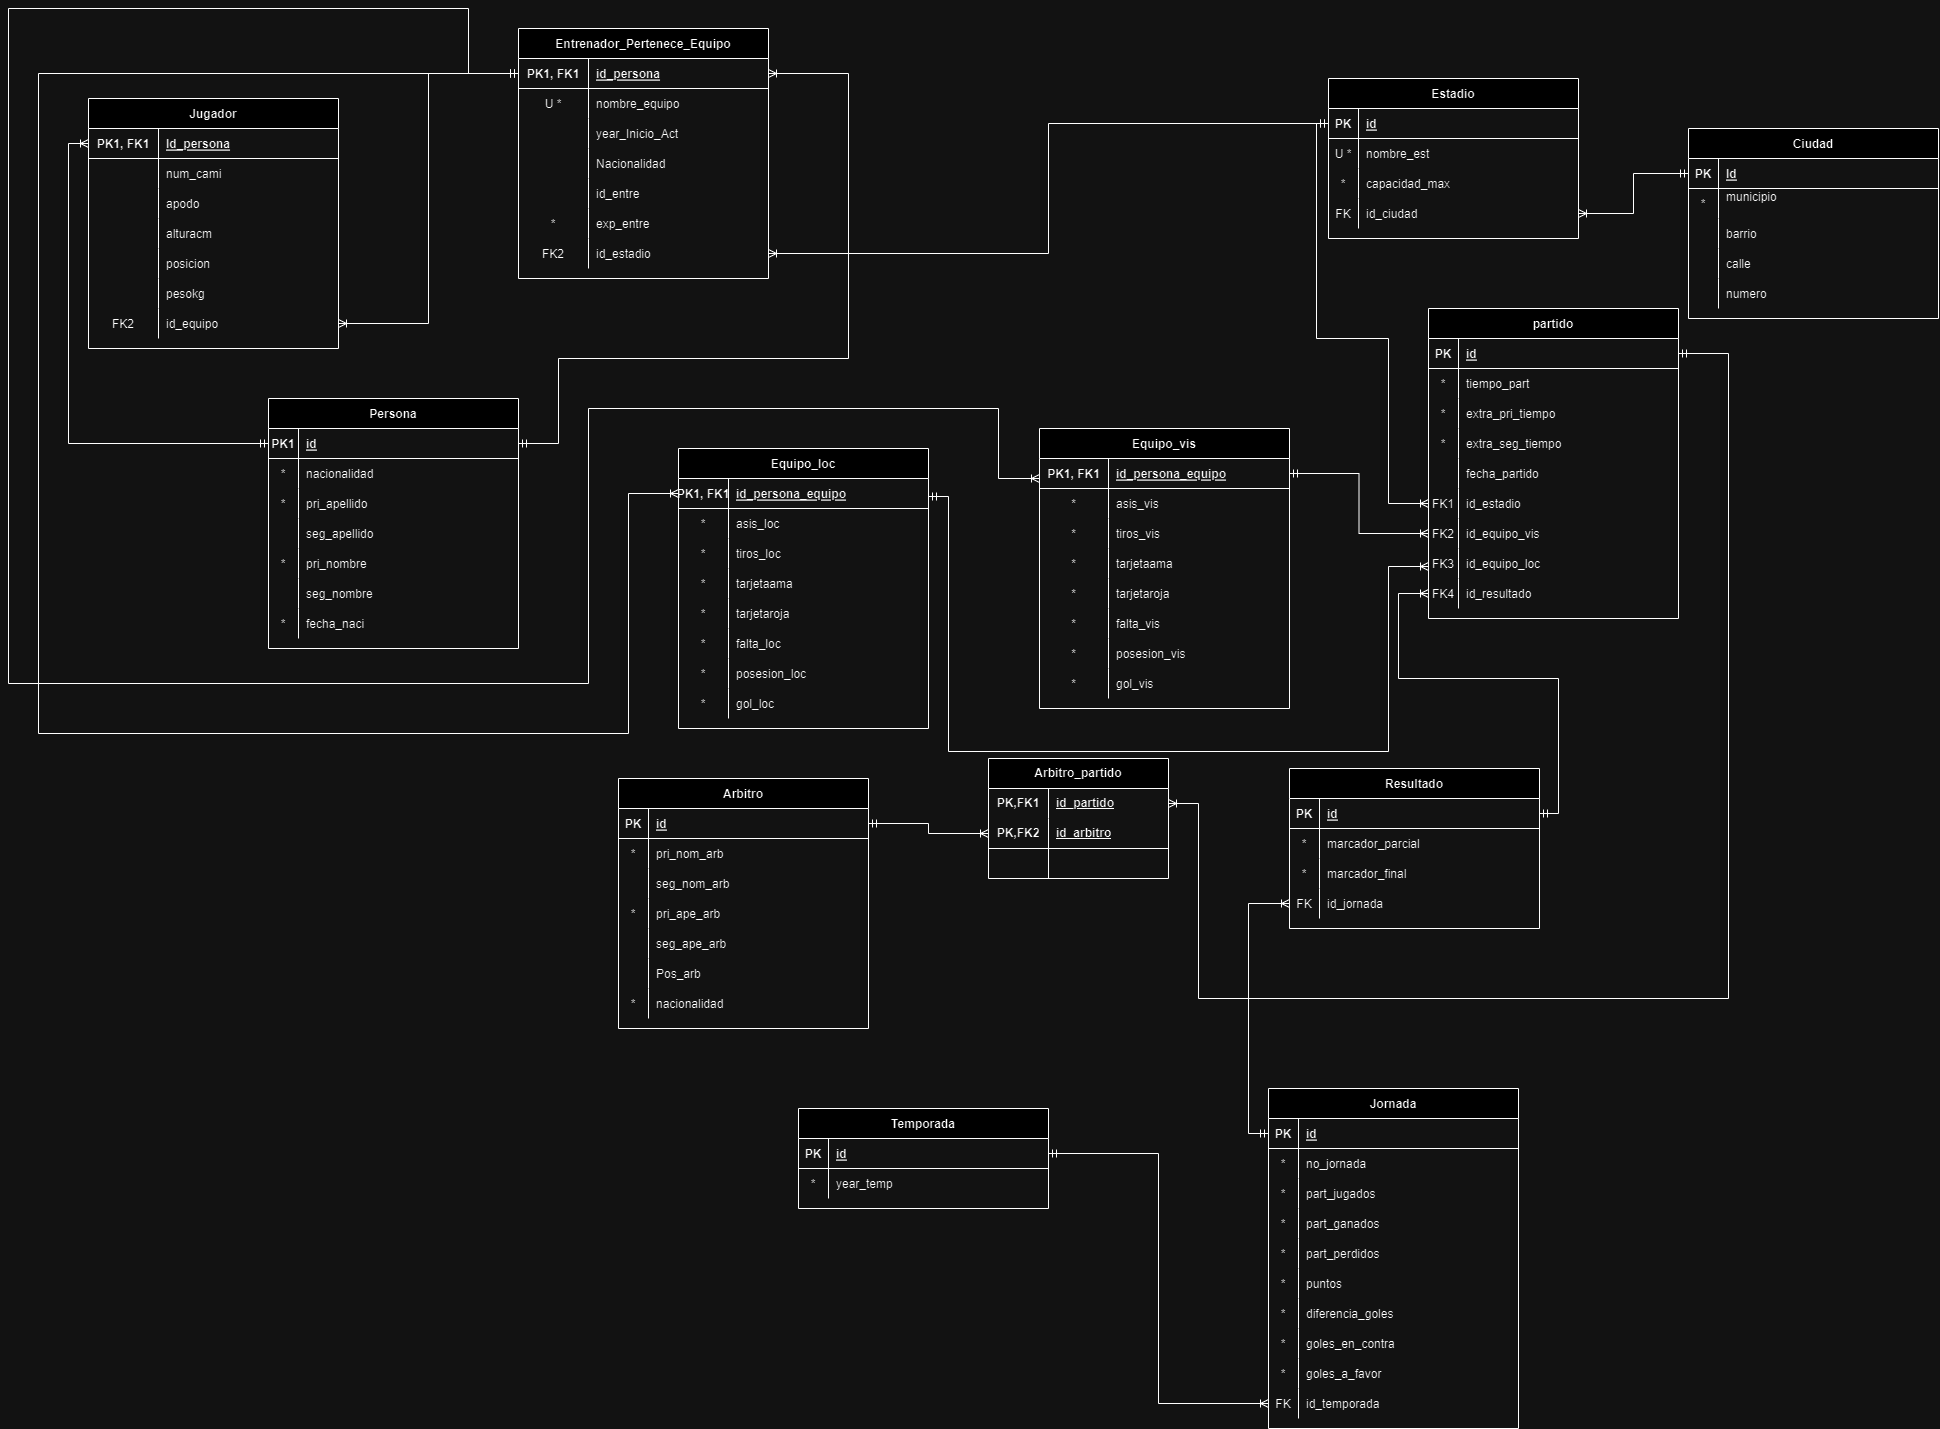 Entrenador_Pertenece_Equipo
PK1, FK1 id_persona
U * nombre_equipo
year_Inicio_Act
Nacionalidad
id_entre
* exp_entre
FK2 id_estadio
Jugador
PK1, FK1 Id_persona
num_cami
apodo
alturacm
posicion
pesokg
FK2 id_equipo
Estadio
PK id
U * nombre_est
* capacidad_max
FK id_ciudad
Ciudad
PK Id
* municipio
barrio
calle
numero
partido
PK id
* tiempo_part
* extra_pri_tiempo
* extra_seg_tiempo
fecha_partido
FK1 id_estadio
FK2 id_equipo_vis
FK3 id_equipo_loc
FK4 id_resultado
Persona
PK1 id
* nacionalidad
* pri_apellido
seg_apellido
* pri_nombre
seg_nombre
* fecha_naci
Equipo_loc
PK1, FK1 id_persona_equipo
* asis_loc
* tiros_loc
* tarjetaama
* tarjetaroja
* falta_loc
* posesion_loc
* gol_loc
Equipo_vis
PK1, FK1 id_persona_equipo
* asis_vis
* tiros_vis
* tarjetaama
* tarjetaroja
* falta_vis
* posesion_vis
* gol_vis
Arbitro
PK id
* pri_nom_arb
seg_nom_arb
* pri_ape_arb
seg_ape_arb
Pos_arb
* nacionalidad
Arbitro_partido
PK,FK1 id_partido
PK,FK2 id_arbitro
Resultado
PK id
* marcador_parcial
* marcador_final
FK id_jornada
Temporada
PK id
* year_temp
Jornada
PK id
* no_jornada
* part_jugados
* part_ganados
* part_perdidos
* puntos
* diferencia_goles
* goles_en_contra
* goles_a_favor
FK id_temporada